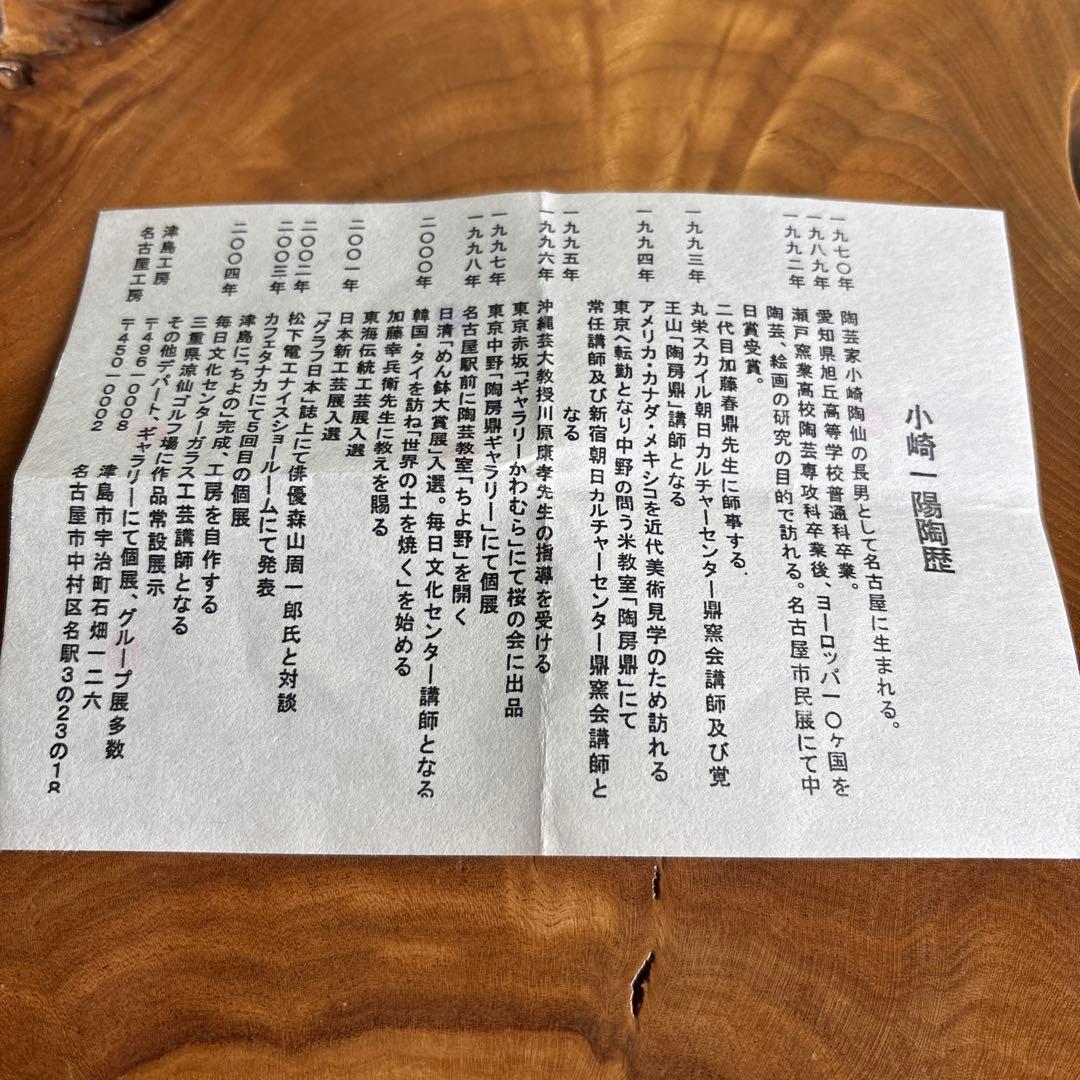 小崎一陽陶歴
一九七〇年 陶芸家小崎陶仙の長男として名古屋に生まれる。
一九八九年 愛知県旭丘高等学校普通科卒業。
一九九二年 瀬戸窯業高校陶芸専攻科卒業後、ヨーロッパ一〇ヶ国を
陶芸、絵画の研究の目的で訪れる。名古屋市民展にて中
日賞受賞。
二代目加藤春鼎先生に師事する.
一九九三年 丸栄スカイル朝日カルチャーセンター鼎窯会講師及び覚
王山「陶房鼎」講師となる
一九九四年 アメリカ・カナダ・メキシコを近代美術見学のため訪れる
東京へ転勤となり中野の問う米教室「陶房鼎」にて
常任講師及び新宿朝日カルチャーセンター鼎窯会講師と
一九九五年 なる
一九九六年 沖縄芸大教授川原康孝先生の指導を受ける
東京赤坂「ギャラリーかわむら」にて桜の会に出品
一九九七年 東京中野「陶房鼎ギャラリー」にて個展
一九九八年 名古屋駅前に陶芸教室「ちよ野」を開く
日清「めん鉢大賞展」入選。毎日文化センター講師となる
二〇〇〇年 韓国・タイを訪ね「世界の土を焼く」を始める
加藤幸兵衛先生に教えを賜る
東海伝統工芸展入選
二〇〇一年 日本新工芸展入選
「グラフ日本」誌上にて俳優森山周一郎氏と対談
二〇〇二年 松下電工ナイスショールームにて発表
二〇〇三年 カフェタナカにて5回目の個展
津島に「ちよの」完成、工房を自作する
二〇〇四年 毎日文化センターガラス工芸講師となる
三重県涼仙ゴルフ場に作品常設展示
その他デパート、ギャラリーにて個展、グループ展多数
津島工房 〒496-0008 津島市宇治町石畑一二六
名古屋工房 〒450-0002 名古屋市中村区名駅3の23の18